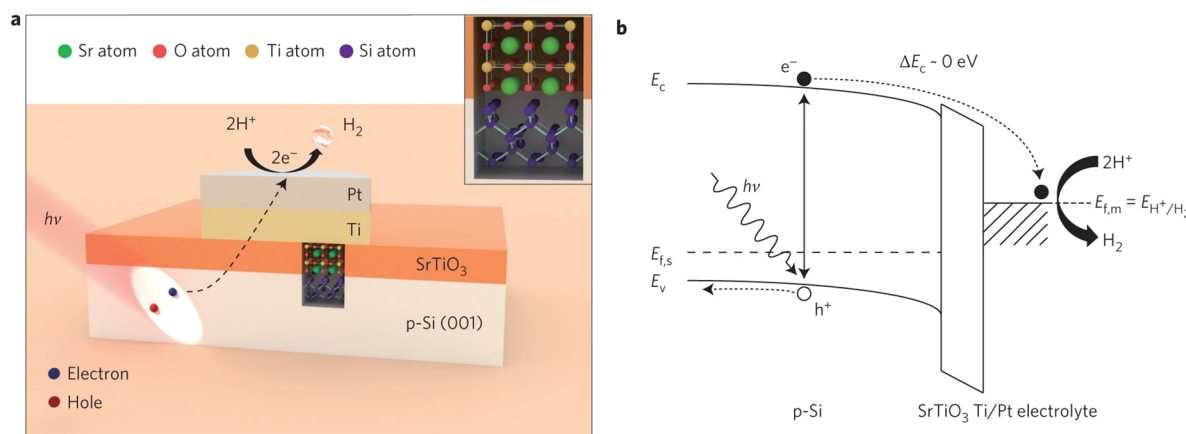 a
Sr atom O atom Ti atom Si atom
2H⁺ H₂
2e⁻
Pt
hν
Ti
SrTiO₃
p-Si (001)
Electron
Hole
b
e⁻ ΔE꜀ ~ 0 eV
E꜀
2H⁺
hν
E_f,m = E_H⁺/H₂
H₂
E_f,s
E_v
h⁺
p-Si SrTiO₃ Ti/Pt electrolyte